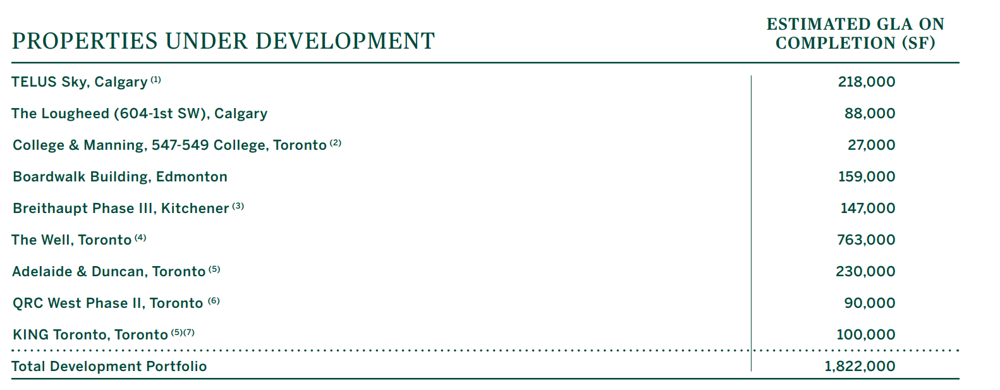 PROPERTIES UNDER DEVELOPMENT
ESTIMATED GLA ON
COMPLETION (SF)
TELUS Sky, Calgary (1) 218,000
The Lougheed (604-1st SW), Calgary 88,000
College & Manning, 547-549 College, Toronto (2) 27,000
Boardwalk Building, Edmonton 159,000
Breithaupt Phase III, Kitchener (3) 147,000
The Well, Toronto (4) 763,000
Adelaide & Duncan, Toronto (5) 230,000
QRC West Phase II, Toronto (6) 90,000
KING Toronto, Toronto (5)(7) 100,000
Total Development Portfolio 1,822,000